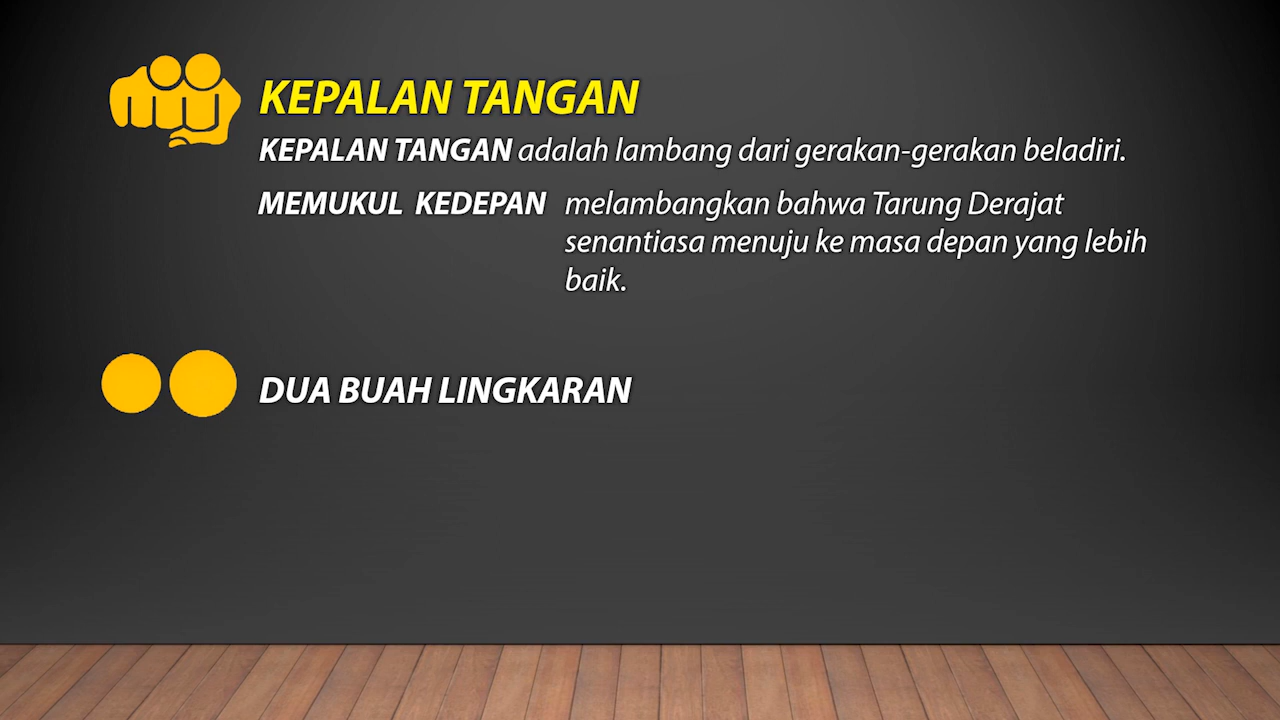 KEPALAN TANGAN
KEPALAN TANGAN adalah lambang dari gerakan-gerakan beladiri.
MEMUKUL KEDEPAN melambangkan bahwa Tarung Derajat
senantiasa menuju ke masa depan yang lebih
baik.
DUA BUAH LINGKARAN